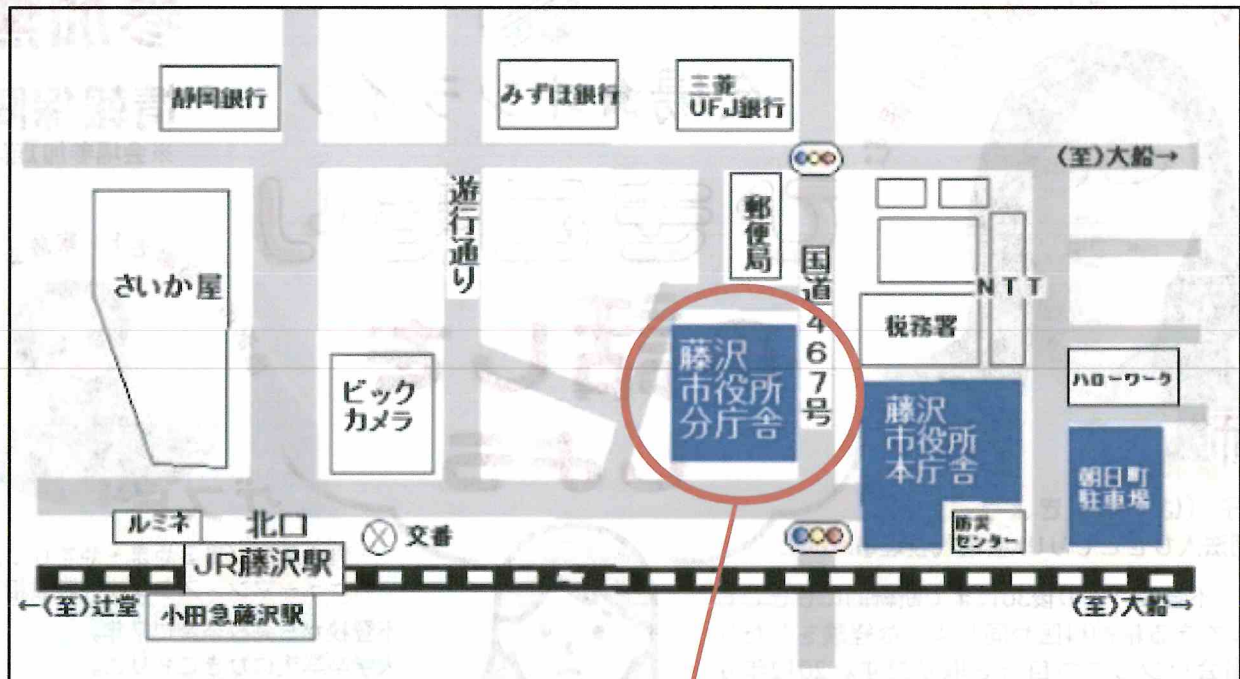 静岡銀行
みずほ銀行
三菱
UFJ銀行
(至)大船→
さいか屋
遊行通り
郵便局
国道467号
NTT
税務署
ハローワーク
ビック
カメラ
藤沢
市役所
分庁舎
藤沢
市役所
本庁舎
朝日町
駐車場
防災
センター
ルミネ
北口
交番
JR藤沢駅
←(至)辻堂
小田急藤沢駅
(至)大船→